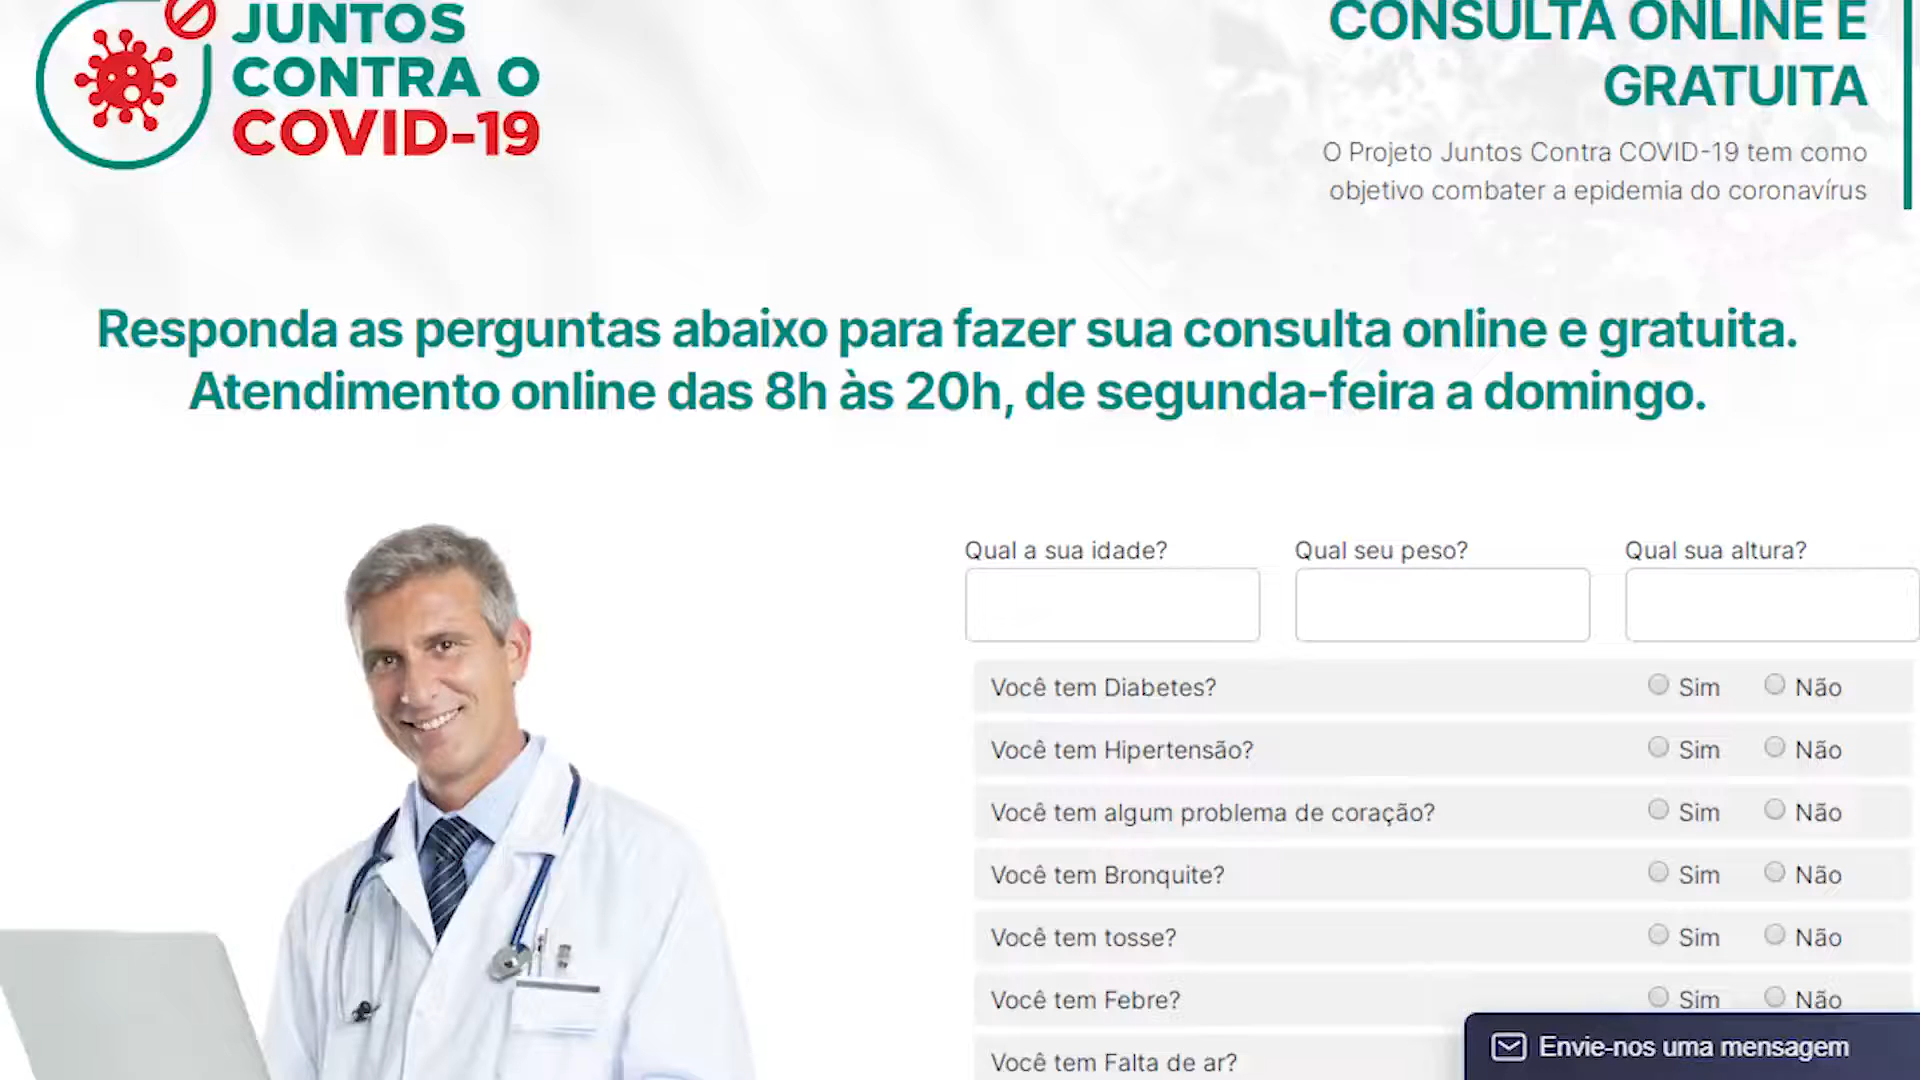 JUNTOS
CONTRA O
COVID-19
CONSULTA ONLINE E
GRATUITA
O Projeto Juntos Contra COVID-19 tem como
objetivo combater a epidemia do coronavírus
Responda as perguntas abaixo para fazer sua consulta online e gratuita.
Atendimento online das 8h às 20h, de segunda-feira a domingo.
Qual a sua idade? Qual seu peso? Qual sua altura?
Você tem Diabetes? Sim Não
Você tem Hipertensão? Sim Não
Você tem algum problema de coração? Sim Não
Você tem Bronquite? Sim Não
Você tem tosse? Sim Não
Você tem Febre? Sim Não
Você tem Falta de ar?
Envie-nos uma mensagem